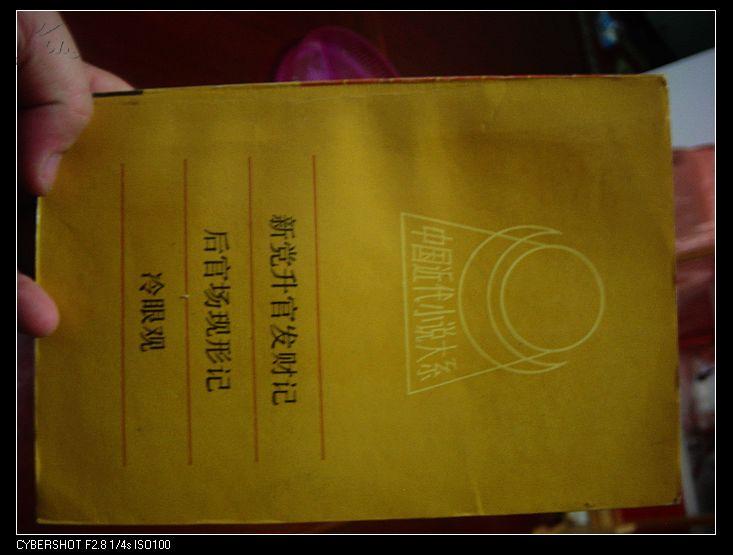 中国近代小说大系
新党升官发财记
后官场现形记
冷眼观
CYBERSHOT F2.8 1/4s ISO100